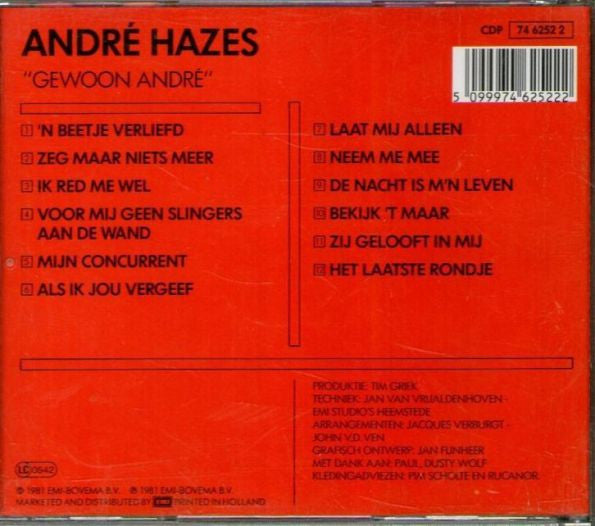 ANDRÉ HAZES
"GEWOON ANDRÉ"
CDP 74 6252 2
5 099974 625222
1 'N BEETJE VERLIEFD
2 ZEG MAAR NIETS MEER
3 IK RED ME WEL
4 VOOR MIJ GEEN SLINGERS
AAN DE WAND
5 MIJN CONCURRENT
6 ALS IK JOU VERGEEF
7 LAAT MIJ ALLEEN
8 NEEM ME MEE
9 DE NACHT IS M'N LEVEN
10 BEKIJK 'T MAAR
11 ZIJ GELOOFT IN MIJ
12 HET LAATSTE RONDJE
PRODUKTIE: TIM GRIEK
TECHNIEK: JAN VAN VRIJALDENHOVEN -
EMI STUDIO'S HEEMSTEDE
ARRANGEMENTEN: JACQUES VERBURGT -
JOHN V.D. VEN
GRAFISCH ONTWERP: JAN FIJNHEER
MET DANK AAN: PAUL, DUSTY WOLF
KLEDINGADVIEZEN: PIM SCHOLTE EN RUCANOR.
LC 0542
© 1981 EMI-BOVEMA B.V. ℗ 1981 EMI-BOVEMA B.V.
MARKETED AND DISTRIBUTED BY EMI PRINTED IN HOLLAND